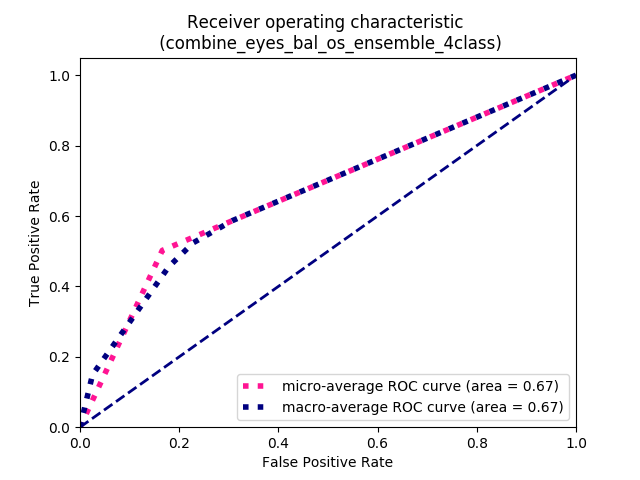 Receiver operating characteristic
(combine_eyes_bal_os_ensemble_4class)
True Positive Rate
1.0
0.8
0.6
0.4
0.2
0.0
micro-average ROC curve (area = 0.67)
macro-average ROC curve (area = 0.67)
0.0 0.2 0.4 0.6 0.8 1.0
False Positive Rate